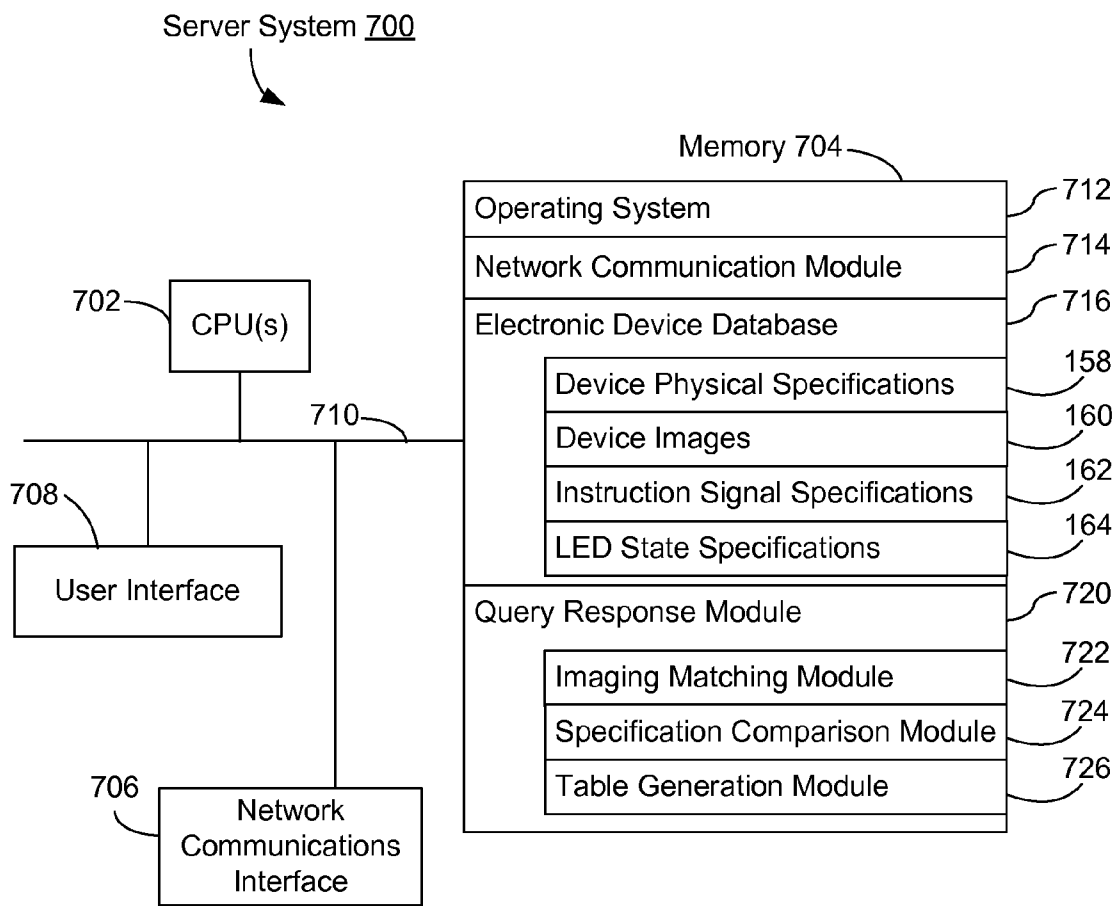 Server System 700
Memory 704
Operating System
712
Network Communication Module
714
702
CPU(s)
Electronic Device Database
716
Device Physical Specifications
158
710
Device Images
160
708
Instruction Signal Specifications
162
LED State Specifications
164
User Interface
Query Response Module
720
Imaging Matching Module
722
Specification Comparison Module
724
706
Table Generation Module
726
Network
Communications
Interface